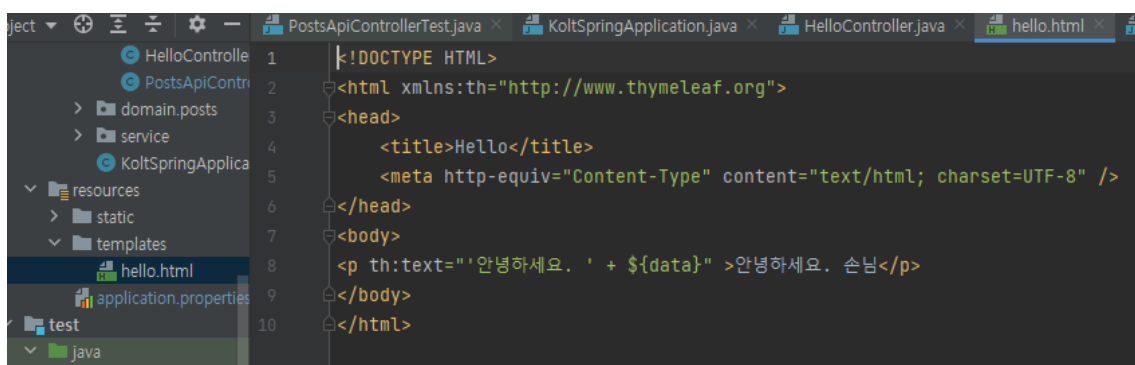 ject
PostsApiControllerTest.java
KoltSpringApplication.java
HelloController.java
hello.html
HelloControlle
PostsApiContr
domain.posts
service
KoltSpringApplica
resources
static
templates
hello.html
application.properties
test
java
1 <!DOCTYPE HTML>
2 <html xmlns:th="http://www.thymeleaf.org">
3 <head>
4 <title>Hello</title>
5 <meta http-equiv="Content-Type" content="text/html; charset=UTF-8" />
6 </head>
7 <body>
8 <p th:text="'안녕하세요. ' + ${data}" >안녕하세요. 손님</p>
9 </body>
10 </html>